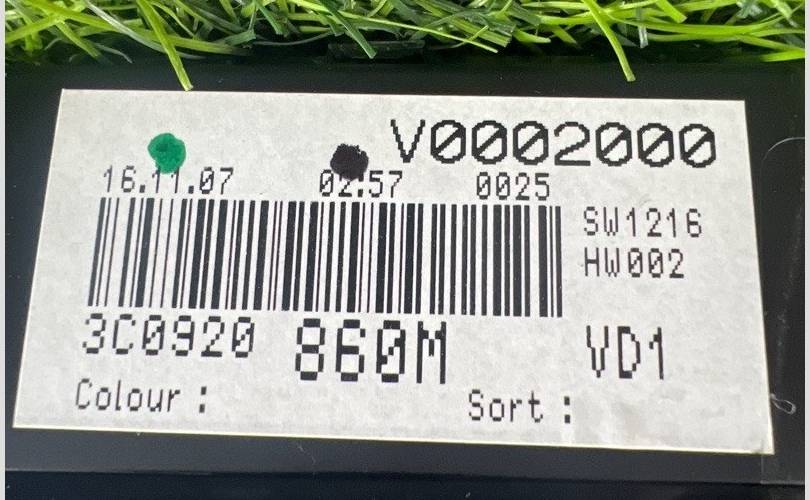 V0002000
16.11.07 02:57 0025
SW1216
HW002
3C0920 860M VD1
Colour : Sort :